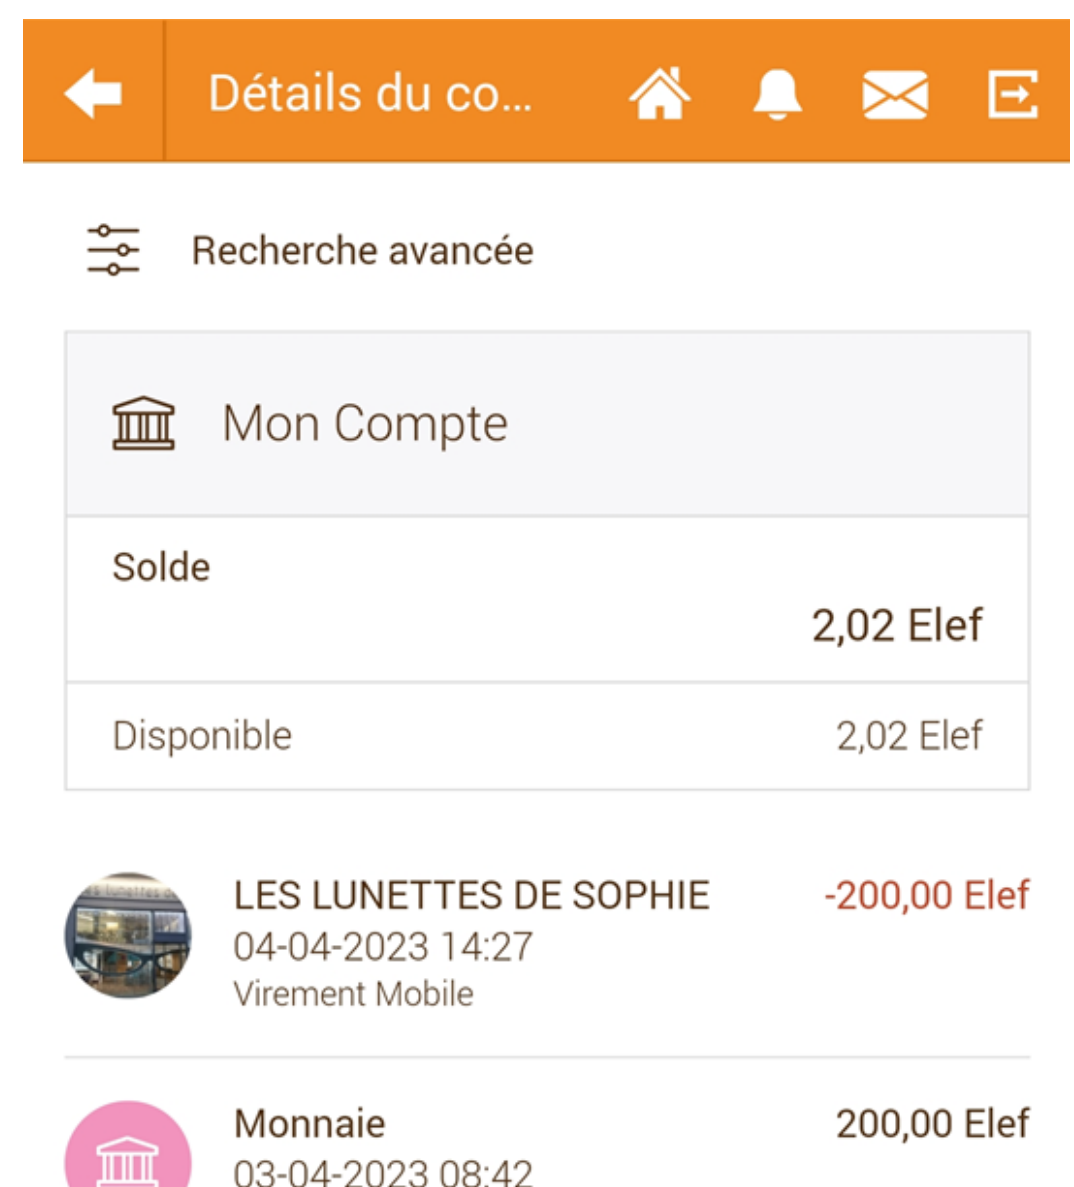 Détails du co...
Recherche avancée
Mon Compte
Solde
2,02 Elef
Disponible 2,02 Elef
LES LUNETTES DE SOPHIE -200,00 Elef
04-04-2023 14:27
Virement Mobile
Monnaie 200,00 Elef
03-04-2023 08:42